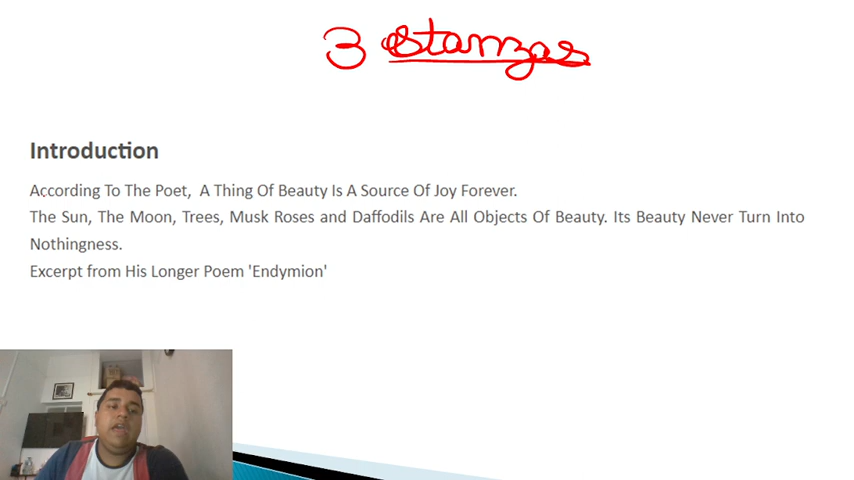 3 stanzas
Introduction
According To The Poet, A Thing Of Beauty Is A Source Of Joy Forever.
The Sun, The Moon, Trees, Musk Roses and Daffodils Are All Objects Of Beauty. Its Beauty Never Turn Into
Nothingness.
Excerpt from His Longer Poem 'Endymion'